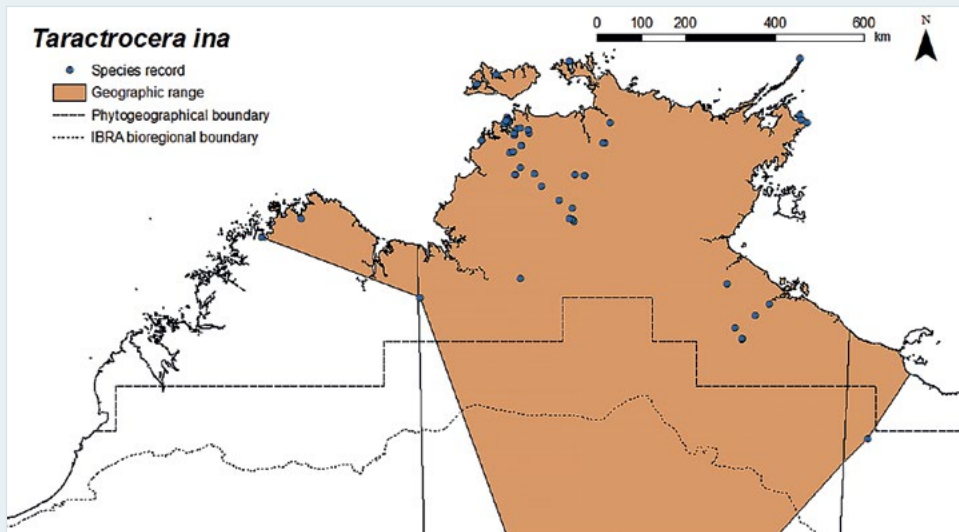 Taractrocera ina
Species record
Geographic range
Phytogeographical boundary
IBRA bioregional boundary
0 100 200 400 600
km
N